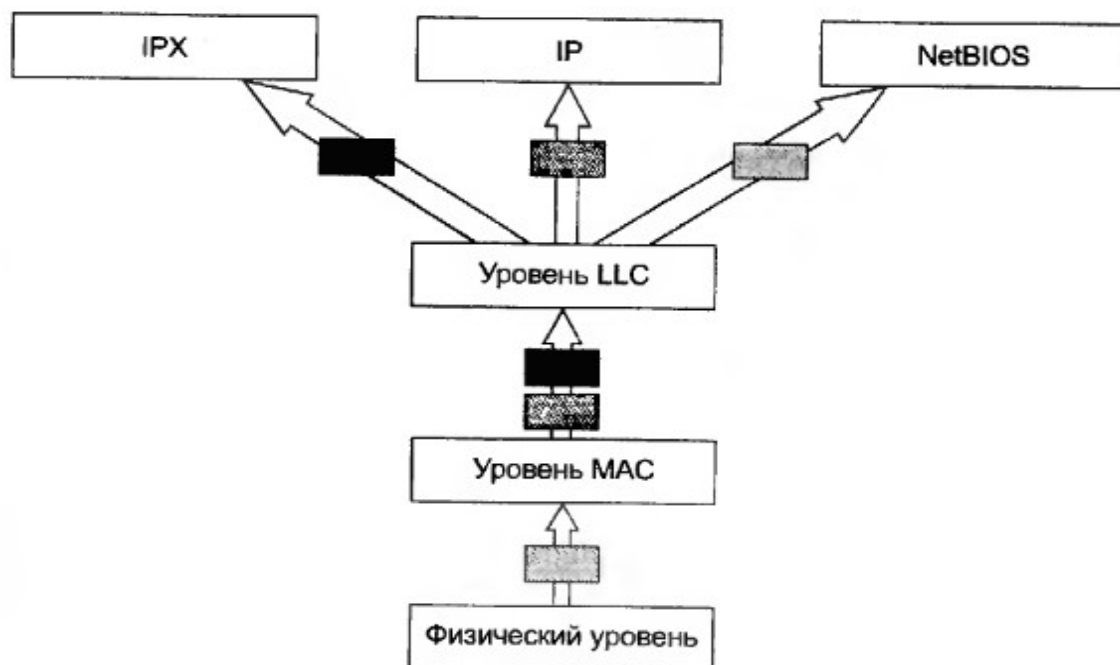 IPX
IP
NetBIOS
Уровень LLC
Уровень MAC
Физический уровень